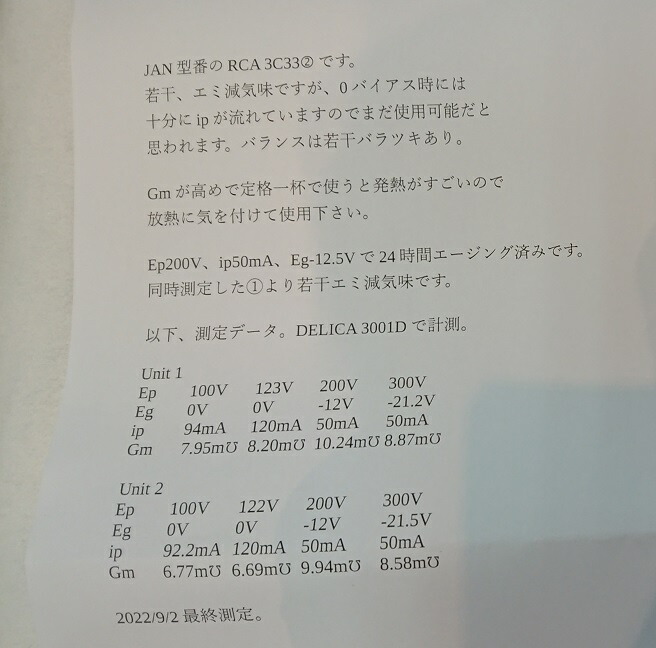 JAN 型番の RCA 3C33② です。
若干、エミ減気味ですが、0 バイアス時には
十分に ip が流れていますのでまだ使用可能だと
思われます。バランスは若干バラツキあり。
Gm が高めで定格一杯で使うと発熱がすごいので
放熱に気を付けて使用下さい。
Ep200V、ip50mA、Eg-12.5V で 24 時間エージング済みです。
同時測定した①より若干エミ減気味です。
以下、測定データ。DELICA 3001D で計測。
Unit 1
Ep 100V 123V 200V 300V
Eg 0V 0V -12V -21.2V
ip 94mA 120mA 50mA 50mA
Gm 7.95m℧ 8.20m℧ 10.24m℧ 8.87m℧
Unit 2
Ep 100V 122V 200V 300V
Eg 0V 0V -12V -21.5V
ip 92.2mA 120mA 50mA 50mA
Gm 6.77m℧ 6.69m℧ 9.94m℧ 8.58m℧
2022/9/2 最終測定。